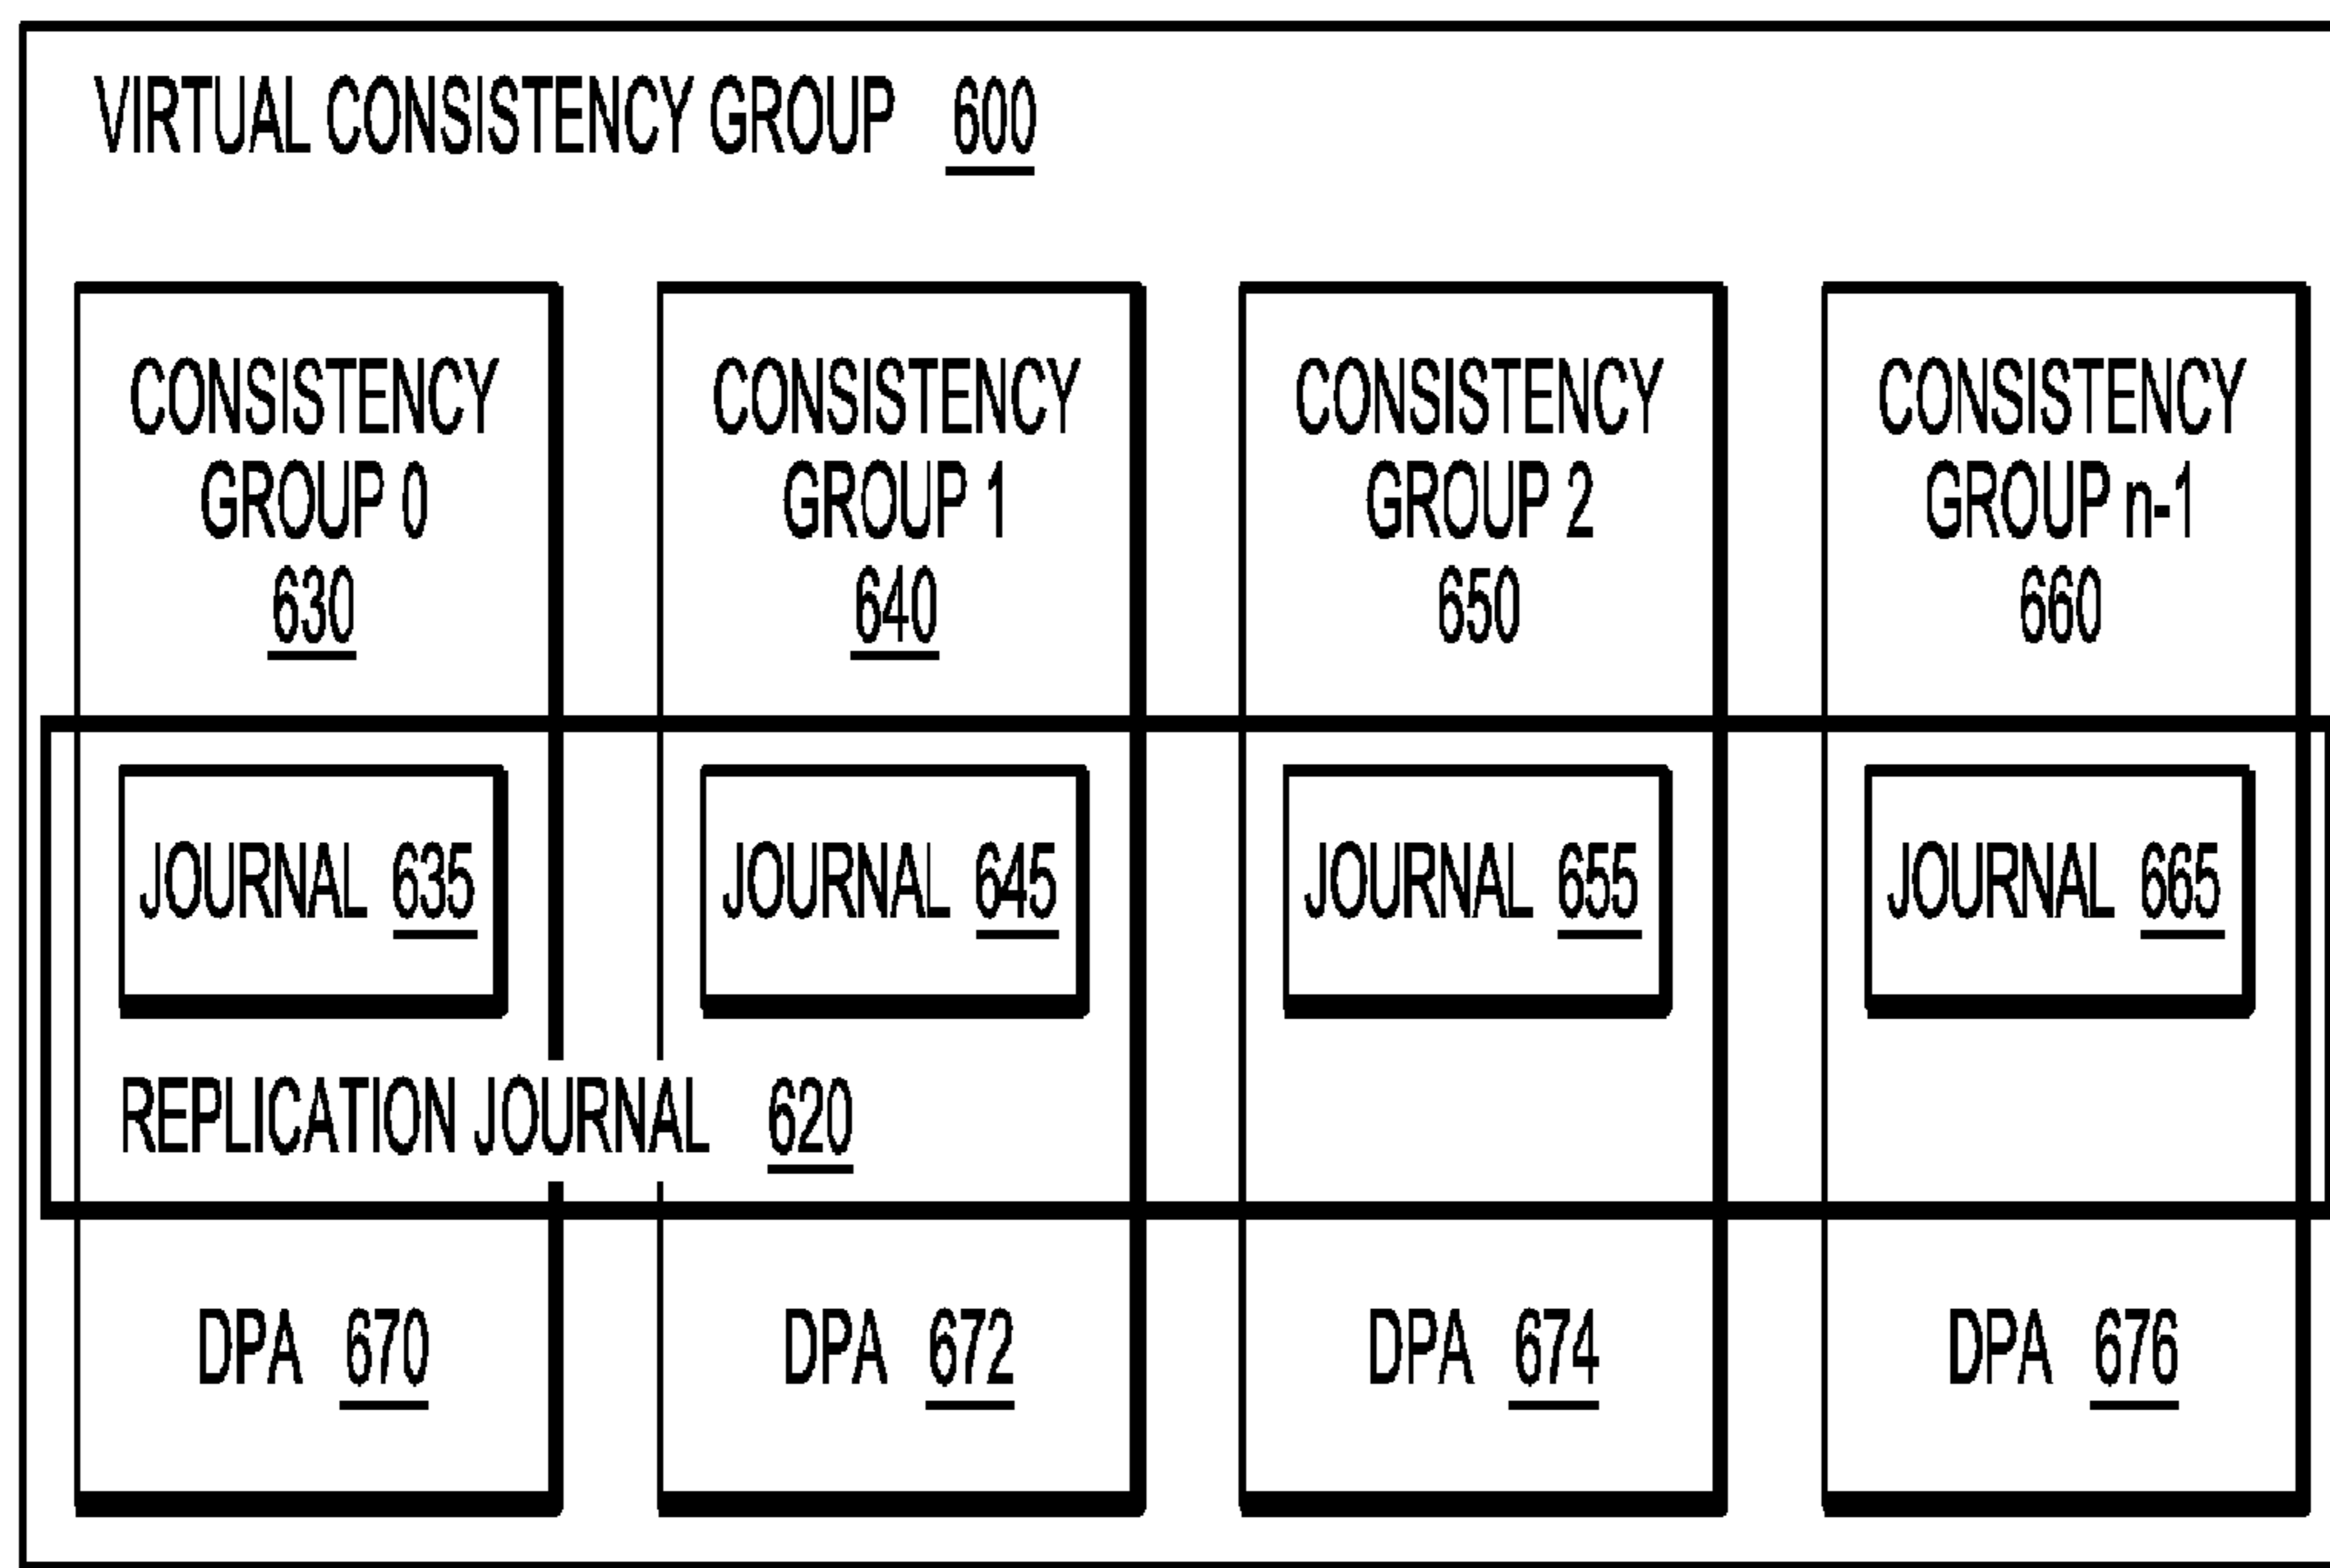 VIRTUAL CONSISTENCY GROUP 600
CONSISTENCY
GROUP 0
630
CONSISTENCY
GROUP 1
640
CONSISTENCY
GROUP 2
650
CONSISTENCY
GROUP n-1
660
JOURNAL 635
JOURNAL 645
JOURNAL 655
JOURNAL 665
REPLICATION JOURNAL 620
DPA 670
DPA 672
DPA 674
DPA 676